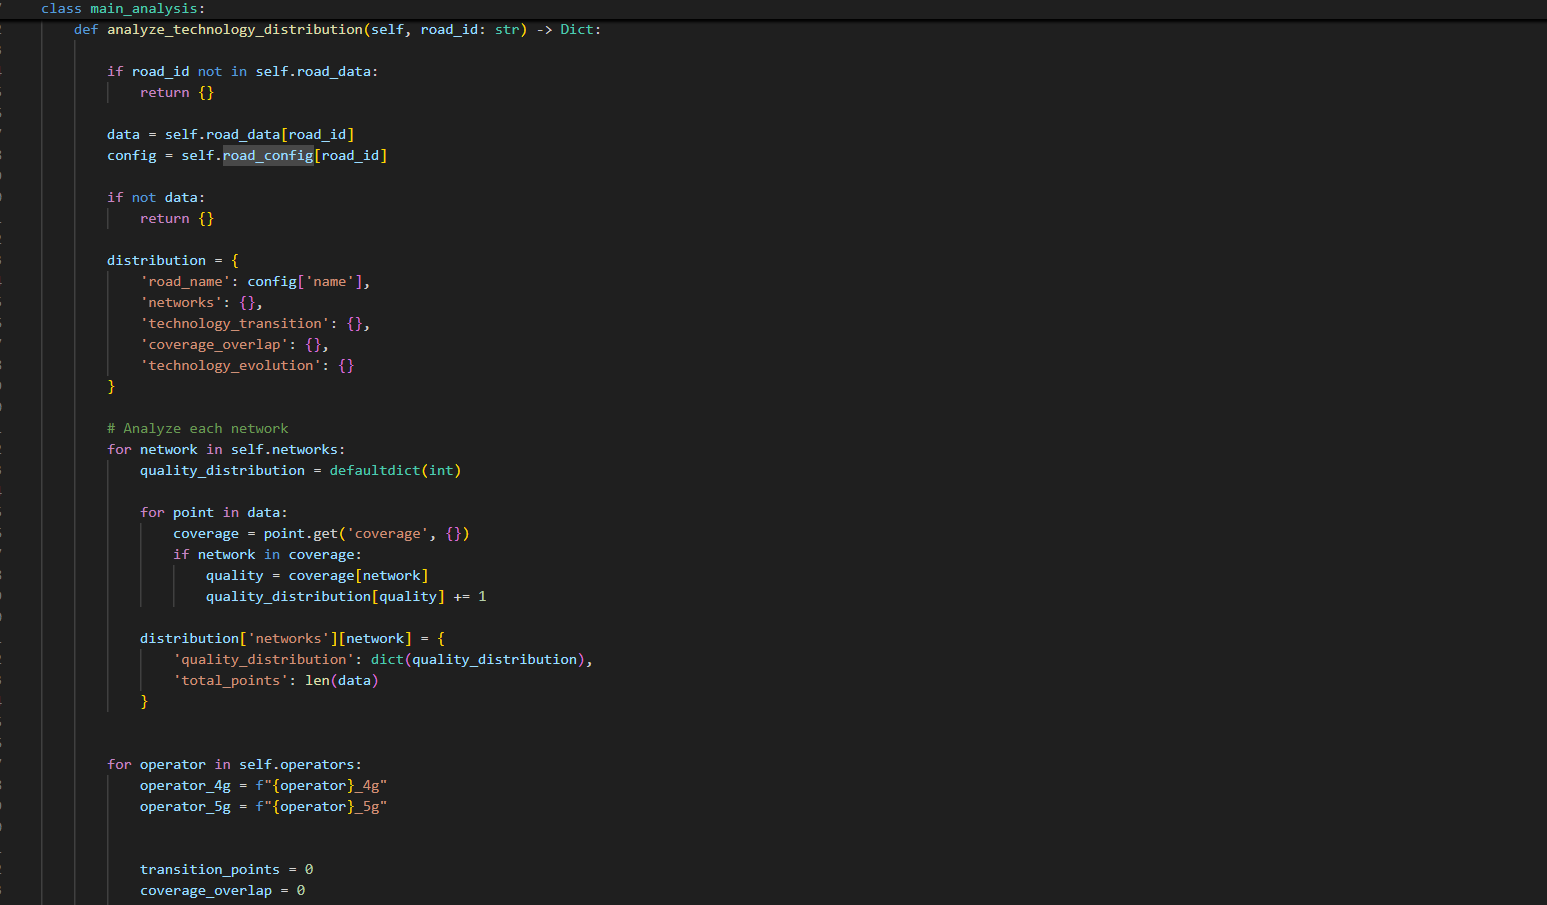 class main_analysis:
def analyze_technology_distribution(self, road_id: str) -> Dict:
if road_id not in self.road_data:
return {}
data = self.road_data[road_id]
config = self.road_config[road_id]
if not data:
return {}
distribution = {
'road_name': config['name'],
'networks': {},
'technology_transition': {},
'coverage_overlap': {},
'technology_evolution': {}
}
# Analyze each network
for network in self.networks:
quality_distribution = defaultdict(int)
for point in data:
coverage = point.get('coverage', {})
if network in coverage:
quality = coverage[network]
quality_distribution[quality] += 1
distribution['networks'][network] = {
'quality_distribution': dict(quality_distribution),
'total_points': len(data)
}
for operator in self.operators:
operator_4g = f"{operator}_4g"
operator_5g = f"{operator}_5g"
transition_points = 0
coverage_overlap = 0